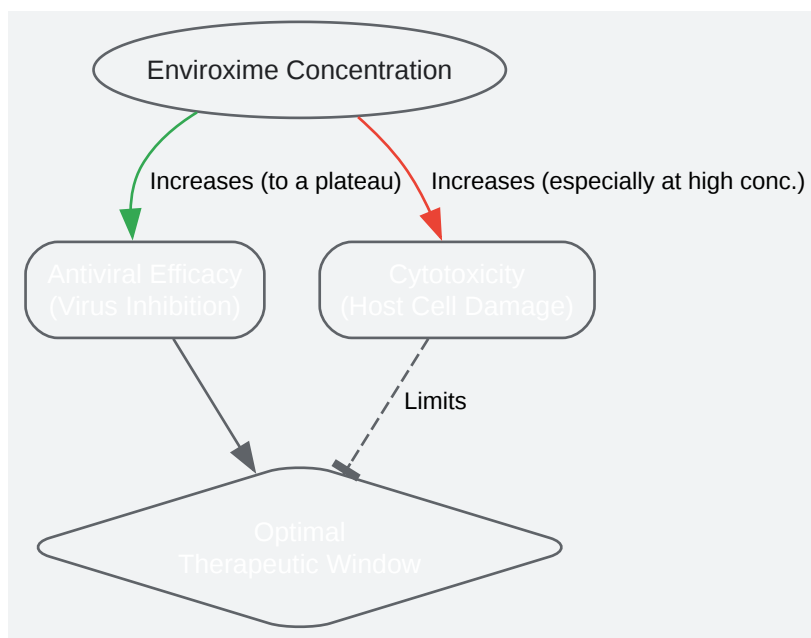 Enviroxime Concentration
Increases (to a plateau)
Increases (especially at high conc.)
Antiviral Efficacy
(Virus Inhibition)
Cytotoxicity
(Host Cell Damage)
Limits
Optimal
Therapeutic Window